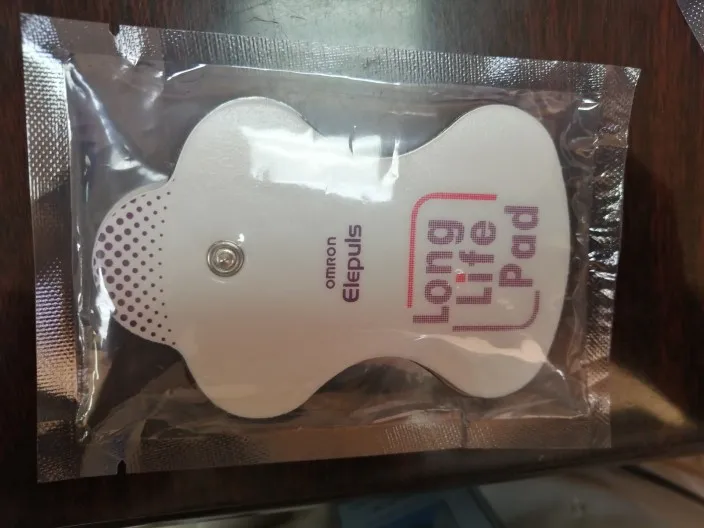 OMRON
Elepuls
Long
Life
Pad